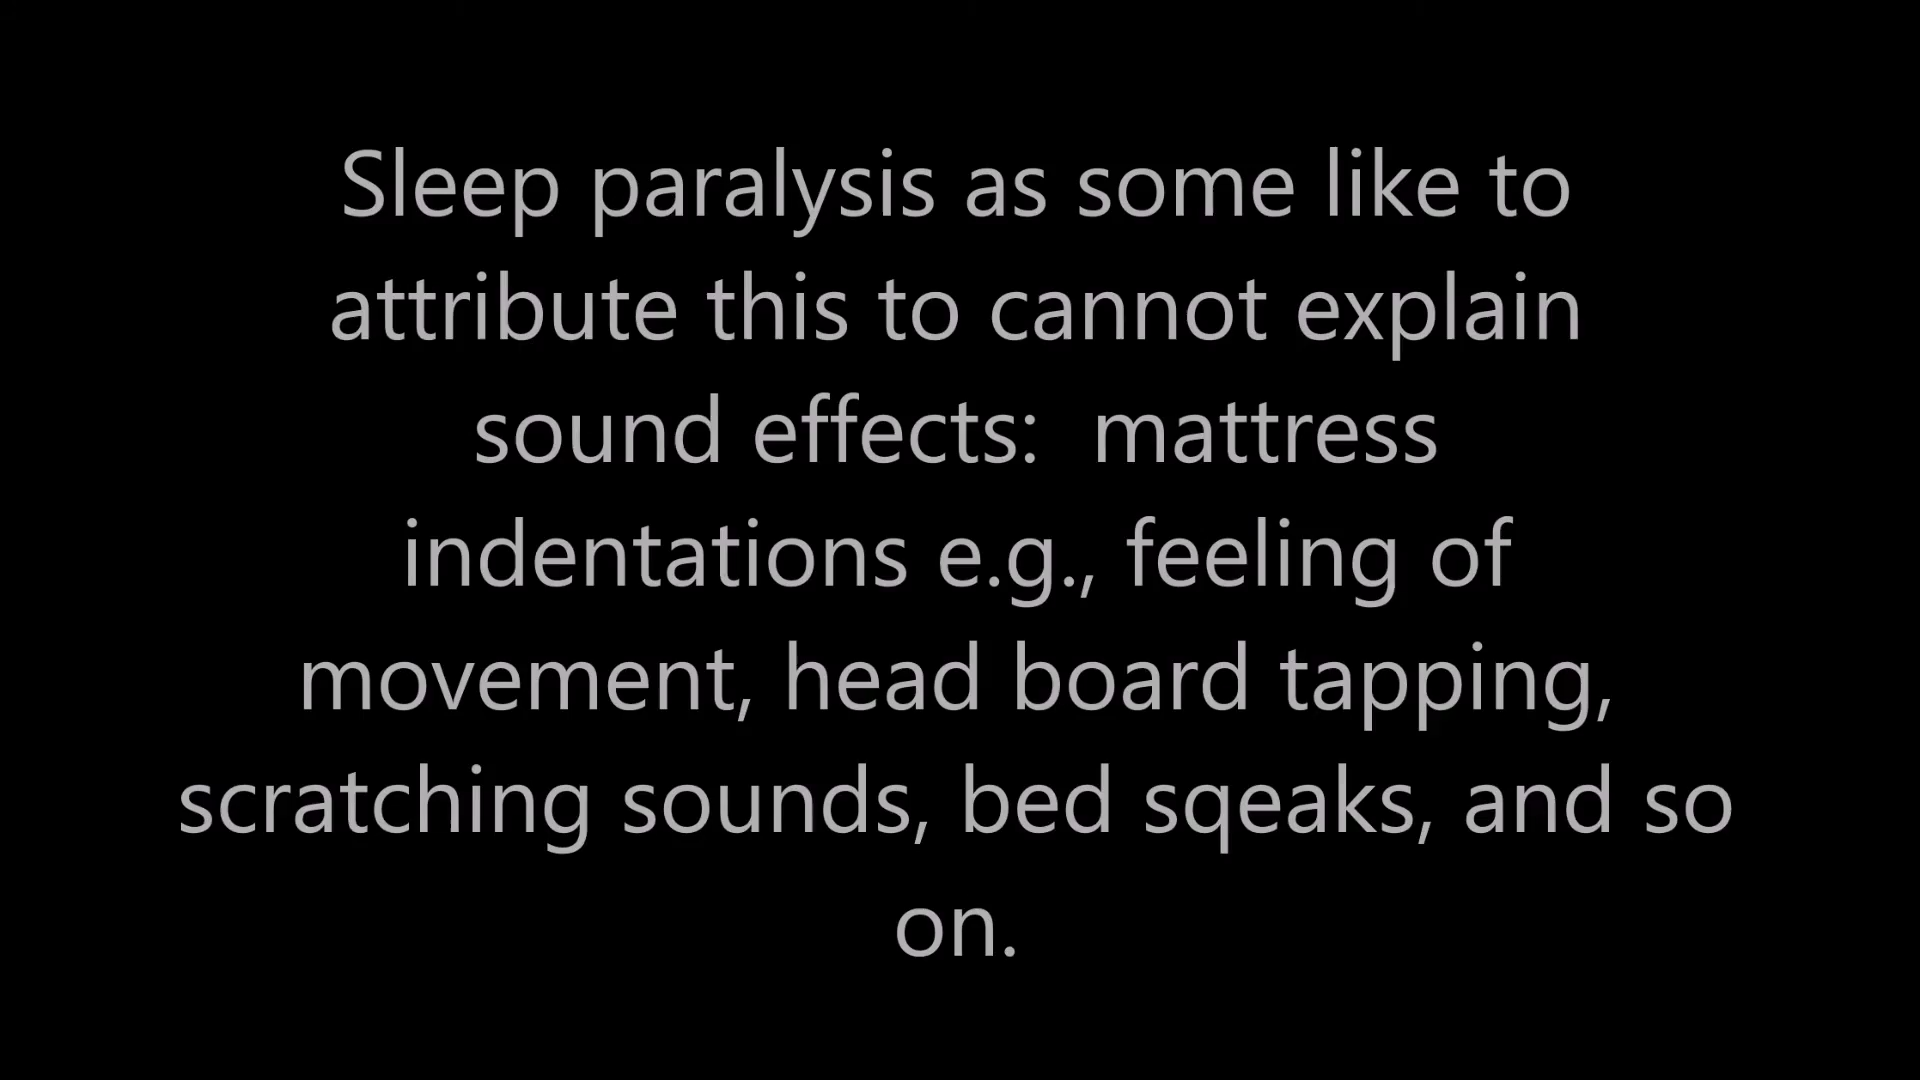 Sleep paralysis as some like to
attribute this to cannot explain
sound effects:  mattress
indentations e.g., feeling of
movement, head board tapping,
scratching sounds, bed sqeaks, and so
on.